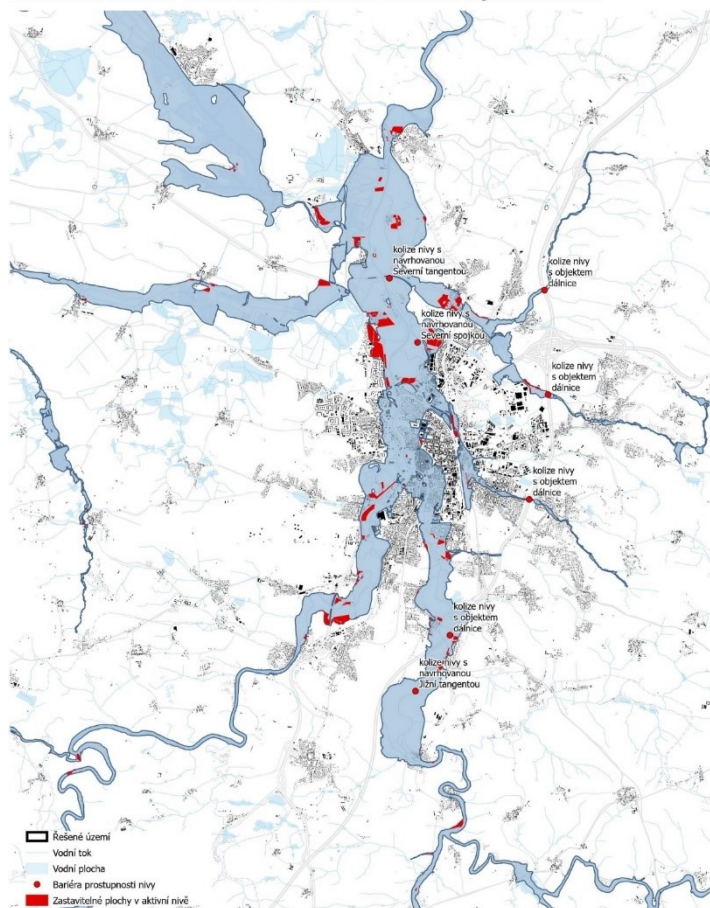 kolize nivy s
navrhovanou
Severní tangentou
kolize nivy
s objektem
dálnice
kolize nivy s
navrhovanou
Severní spojkou
kolize nivy
s objektem
dálnice
kolize nivy
s objektem
dálnice
kolize nivy
s objektem
dálnice
kolize nivy s
navrhovanou
Jižní tangentou
Řešené území
Vodní tok
Vodní plocha
Bariéra prostupnosti nivy
Zastavitelné plochy v aktivní nivě